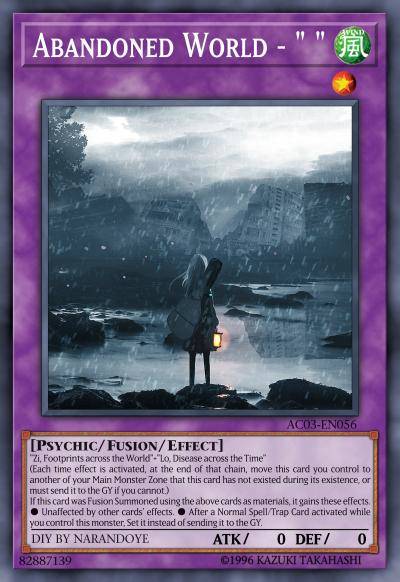 Abandoned World - " "
WIND
風
AC03-EN056
[Psychic/Fusion/Effect]
"Zi, Footprints across the World"+"Lo, Disease across the Time"
(Each time effect is activated, at the end of that chain, move this card you control to
another of your Main Monster Zone that this card has not existed during its existence, or
must send it to the GY if you cannot.)
If this card was Fusion Summoned using the above cards as materials, it gains these effects.
● Unaffected by other cards' effects. ● After a Normal Spell/Trap Card activated while
you control this monster, Set it instead of sending it to the GY.
DIY BY NARANDOYE ATK / 0 DEF / 0
82887139 ©1996 KAZUKI TAKAHASHI